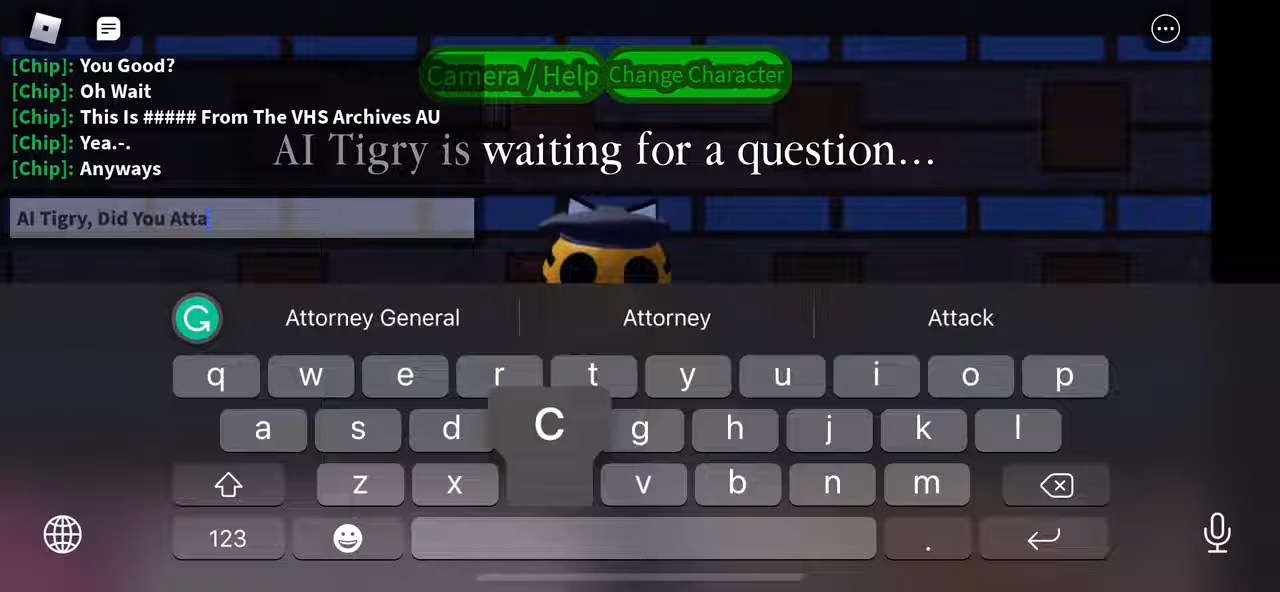 [Chip]: You Good?
[Chip]: Oh Wait
[Chip]: This Is ##### From The VHS Archives AU
[Chip]: Yea.-.
[Chip]: Anyways
Camera / Help
Change Character
AI Tigry is waiting for a question...
AI Tigry, Did You Atta
Attorney General
Attorney
Attack
q w e r t y u i o p
a s d g h j k l
C
z x v b n m
123
.